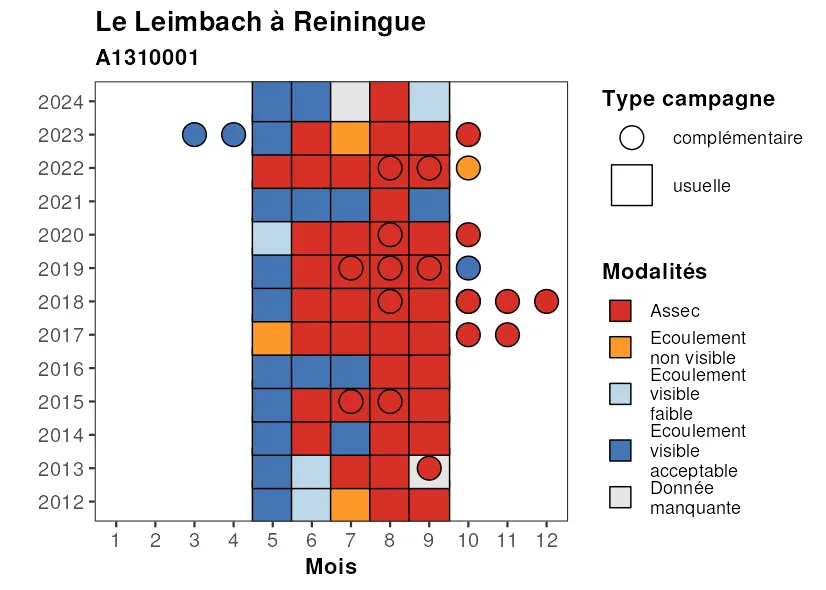 Le Leimbach à Reiningue
A1310001
2024
2023
2022
2021
2020
2019
2018
2017
2016
2015
2014
2013
2012
1 2 3 4 5 6 7 8 9 10 11 12
Mois
Type campagne
complémentaire
usuelle
Modalités
Assec
Ecoulement
non visible
Ecoulement
visible
faible
Ecoulement
visible
acceptable
Donnée
manquante